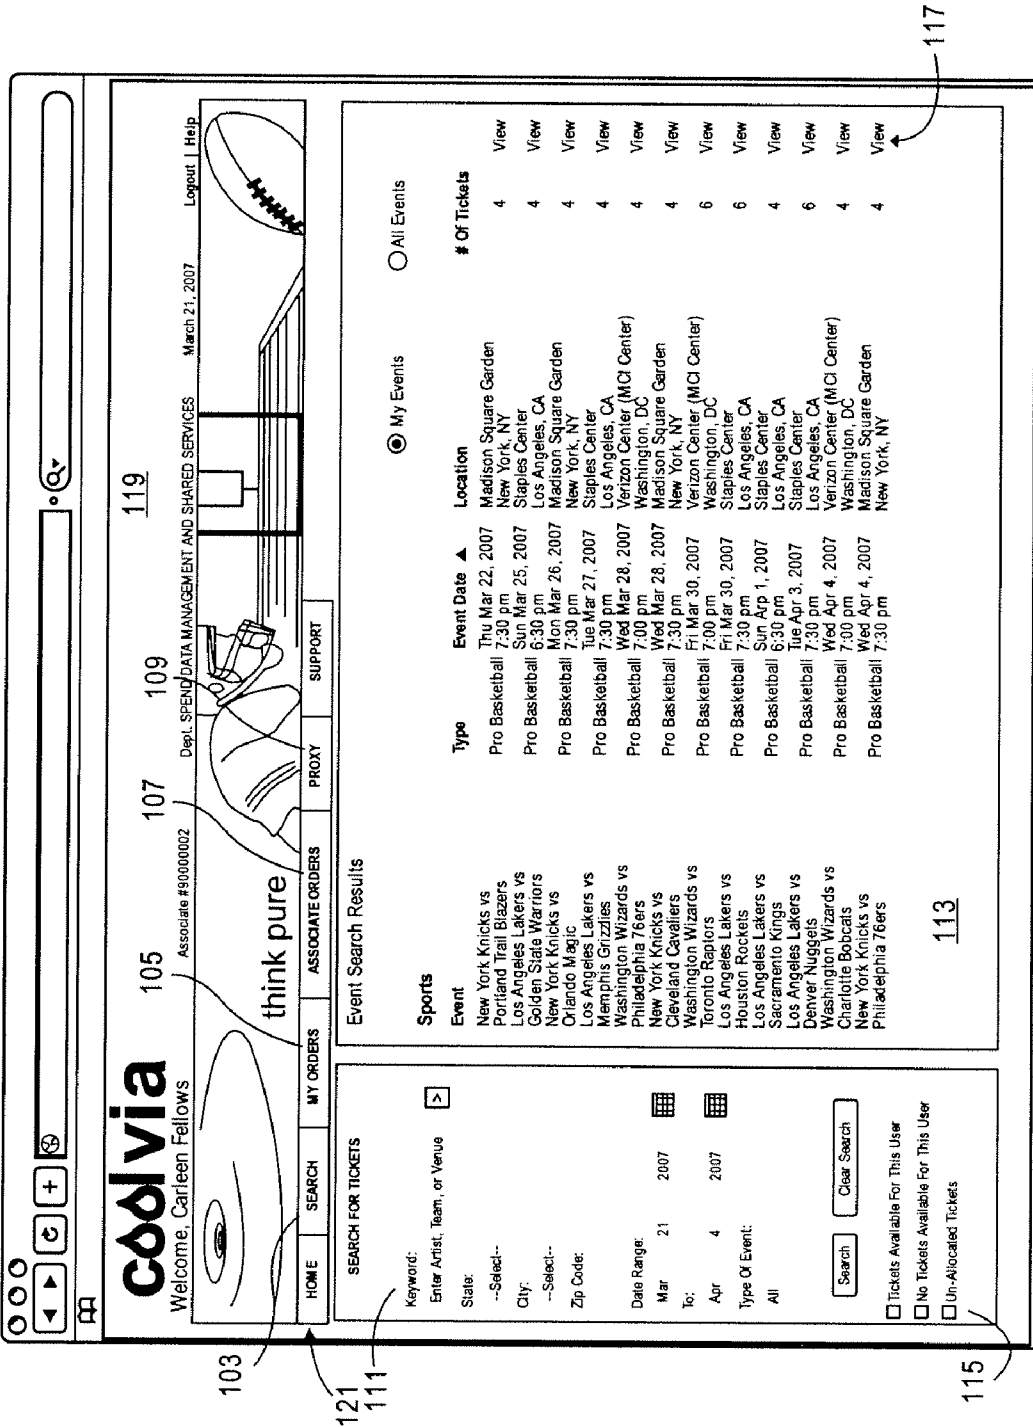 119
coolvia
Welcome, Carleen Fellows
Associate #90000002
Dept. SPEND DATA MANAGEMENT AND SHARED SERVICES
March 21, 2007
Logout | Help
think pure
HOME
SEARCH
MY ORDERS
ASSOCIATE ORDERS
PROXY
SUPPORT
103
105
107
109
121
111
SEARCH FOR TICKETS
Keyword:
Enter Artist, Team, or Venue
>
State:
--Select--
City:
--Select--
Zip Code:
Date Range:
Mar 21 2007
To:
Apr 4 2007
Type Of Event:
All
Search
Clear Search
Tickets Available For This User
No Tickets Available For This User
Un-Allocated Tickets
115
Event Search Results
My Events
All Events
Sports
Event Type Event Date ▲ Location # Of Tickets
New York Knicks vs Thu Mar 22, 2007 Madison Square Garden
Portland Trail Blazers Pro Basketball 7:30 pm New York, NY 4 View
Los Angeles Lakers vs Sun Mar 25, 2007 Staples Center
Golden State Warriors Pro Basketball 6:30 pm Los Angeles, CA 4 View
New York Knicks vs Mon Mar 26, 2007 Madison Square Garden
Orlando Magic Pro Basketball 7:30 pm New York, NY 4 View
Los Angeles Lakers vs Tue Mar 27, 2007 Staples Center
Memphis Grizzlies Pro Basketball 7:30 pm Los Angeles, CA 4 View
Washington Wizards vs Wed Mar 28, 2007 Verizon Center (MCI Center)
Philadelphia 76ers Pro Basketball 7:00 pm Washington, DC 4 View
New York Knicks vs Wed Mar 28, 2007 Madison Square Garden
Cleveland Cavaliers Pro Basketball 7:30 pm New York, NY 4 View
Washington Wizards vs Fri Mar 30, 2007 Verizon Center (MCI Center)
Toronto Raptors Pro Basketball 7:00 pm Washington, DC 6 View
Los Angeles Lakers vs Fri Mar 30, 2007 Staples Center
Houston Rockets Pro Basketball 7:30 pm Los Angeles, CA 6 View
Los Angeles Lakers vs Sun Arp 1, 2007 Staples Center
Sacramento Kings Pro Basketball 6:30 pm Los Angeles, CA 4 View
Los Angeles Lakers vs Tue Apr 3, 2007 Staples Center
Denver Nuggets Pro Basketball 7:30 pm Los Angeles, CA 6 View
Washington Wizards vs Wed Apr 4, 2007 Verizon Center (MCI Center)
Charlotte Bobcats Pro Basketball 7:00 pm Washington, DC 4 View
New York Knicks vs Wed Apr 4, 2007 Madison Square Garden
Philadelphia 76ers Pro Basketball 7:30 pm New York, NY 4 View
113
117